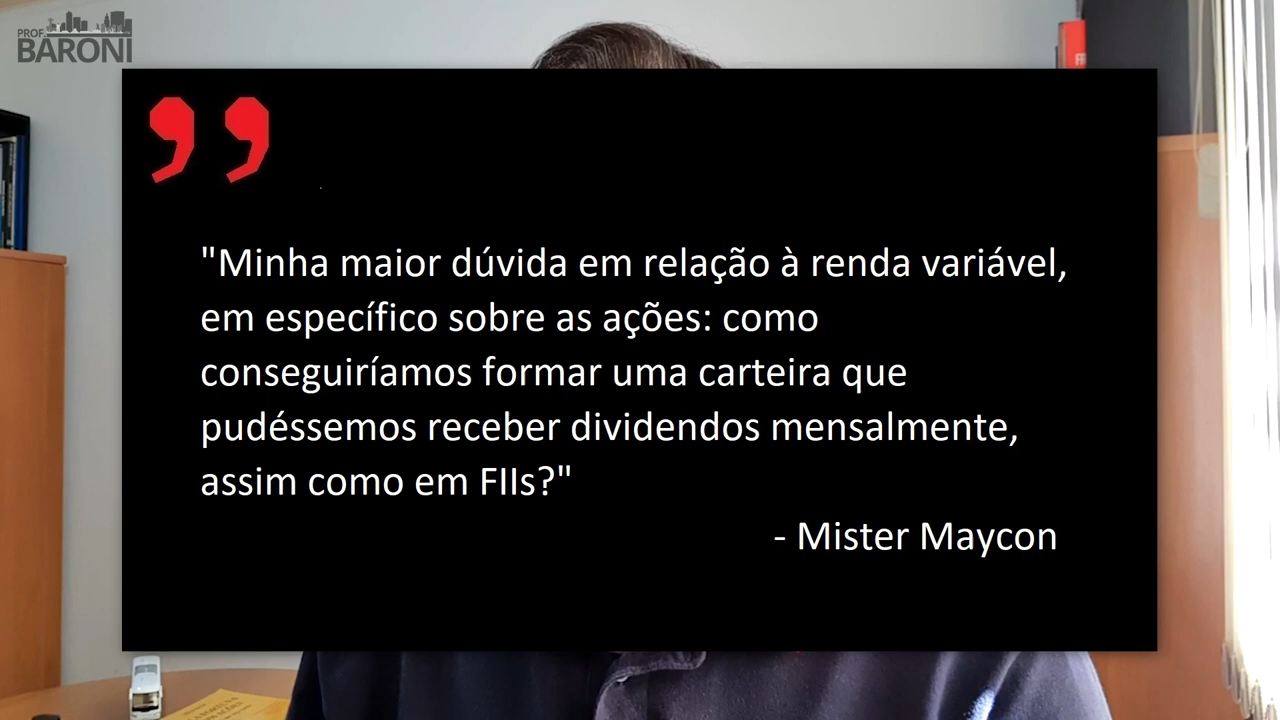 PROF.
BARONI
"Minha maior dúvida em relação à renda variável,
em específico sobre as ações: como
conseguiríamos formar uma carteira que
pudéssemos receber dividendos mensalmente,
assim como em FIIs?"
- Mister Maycon